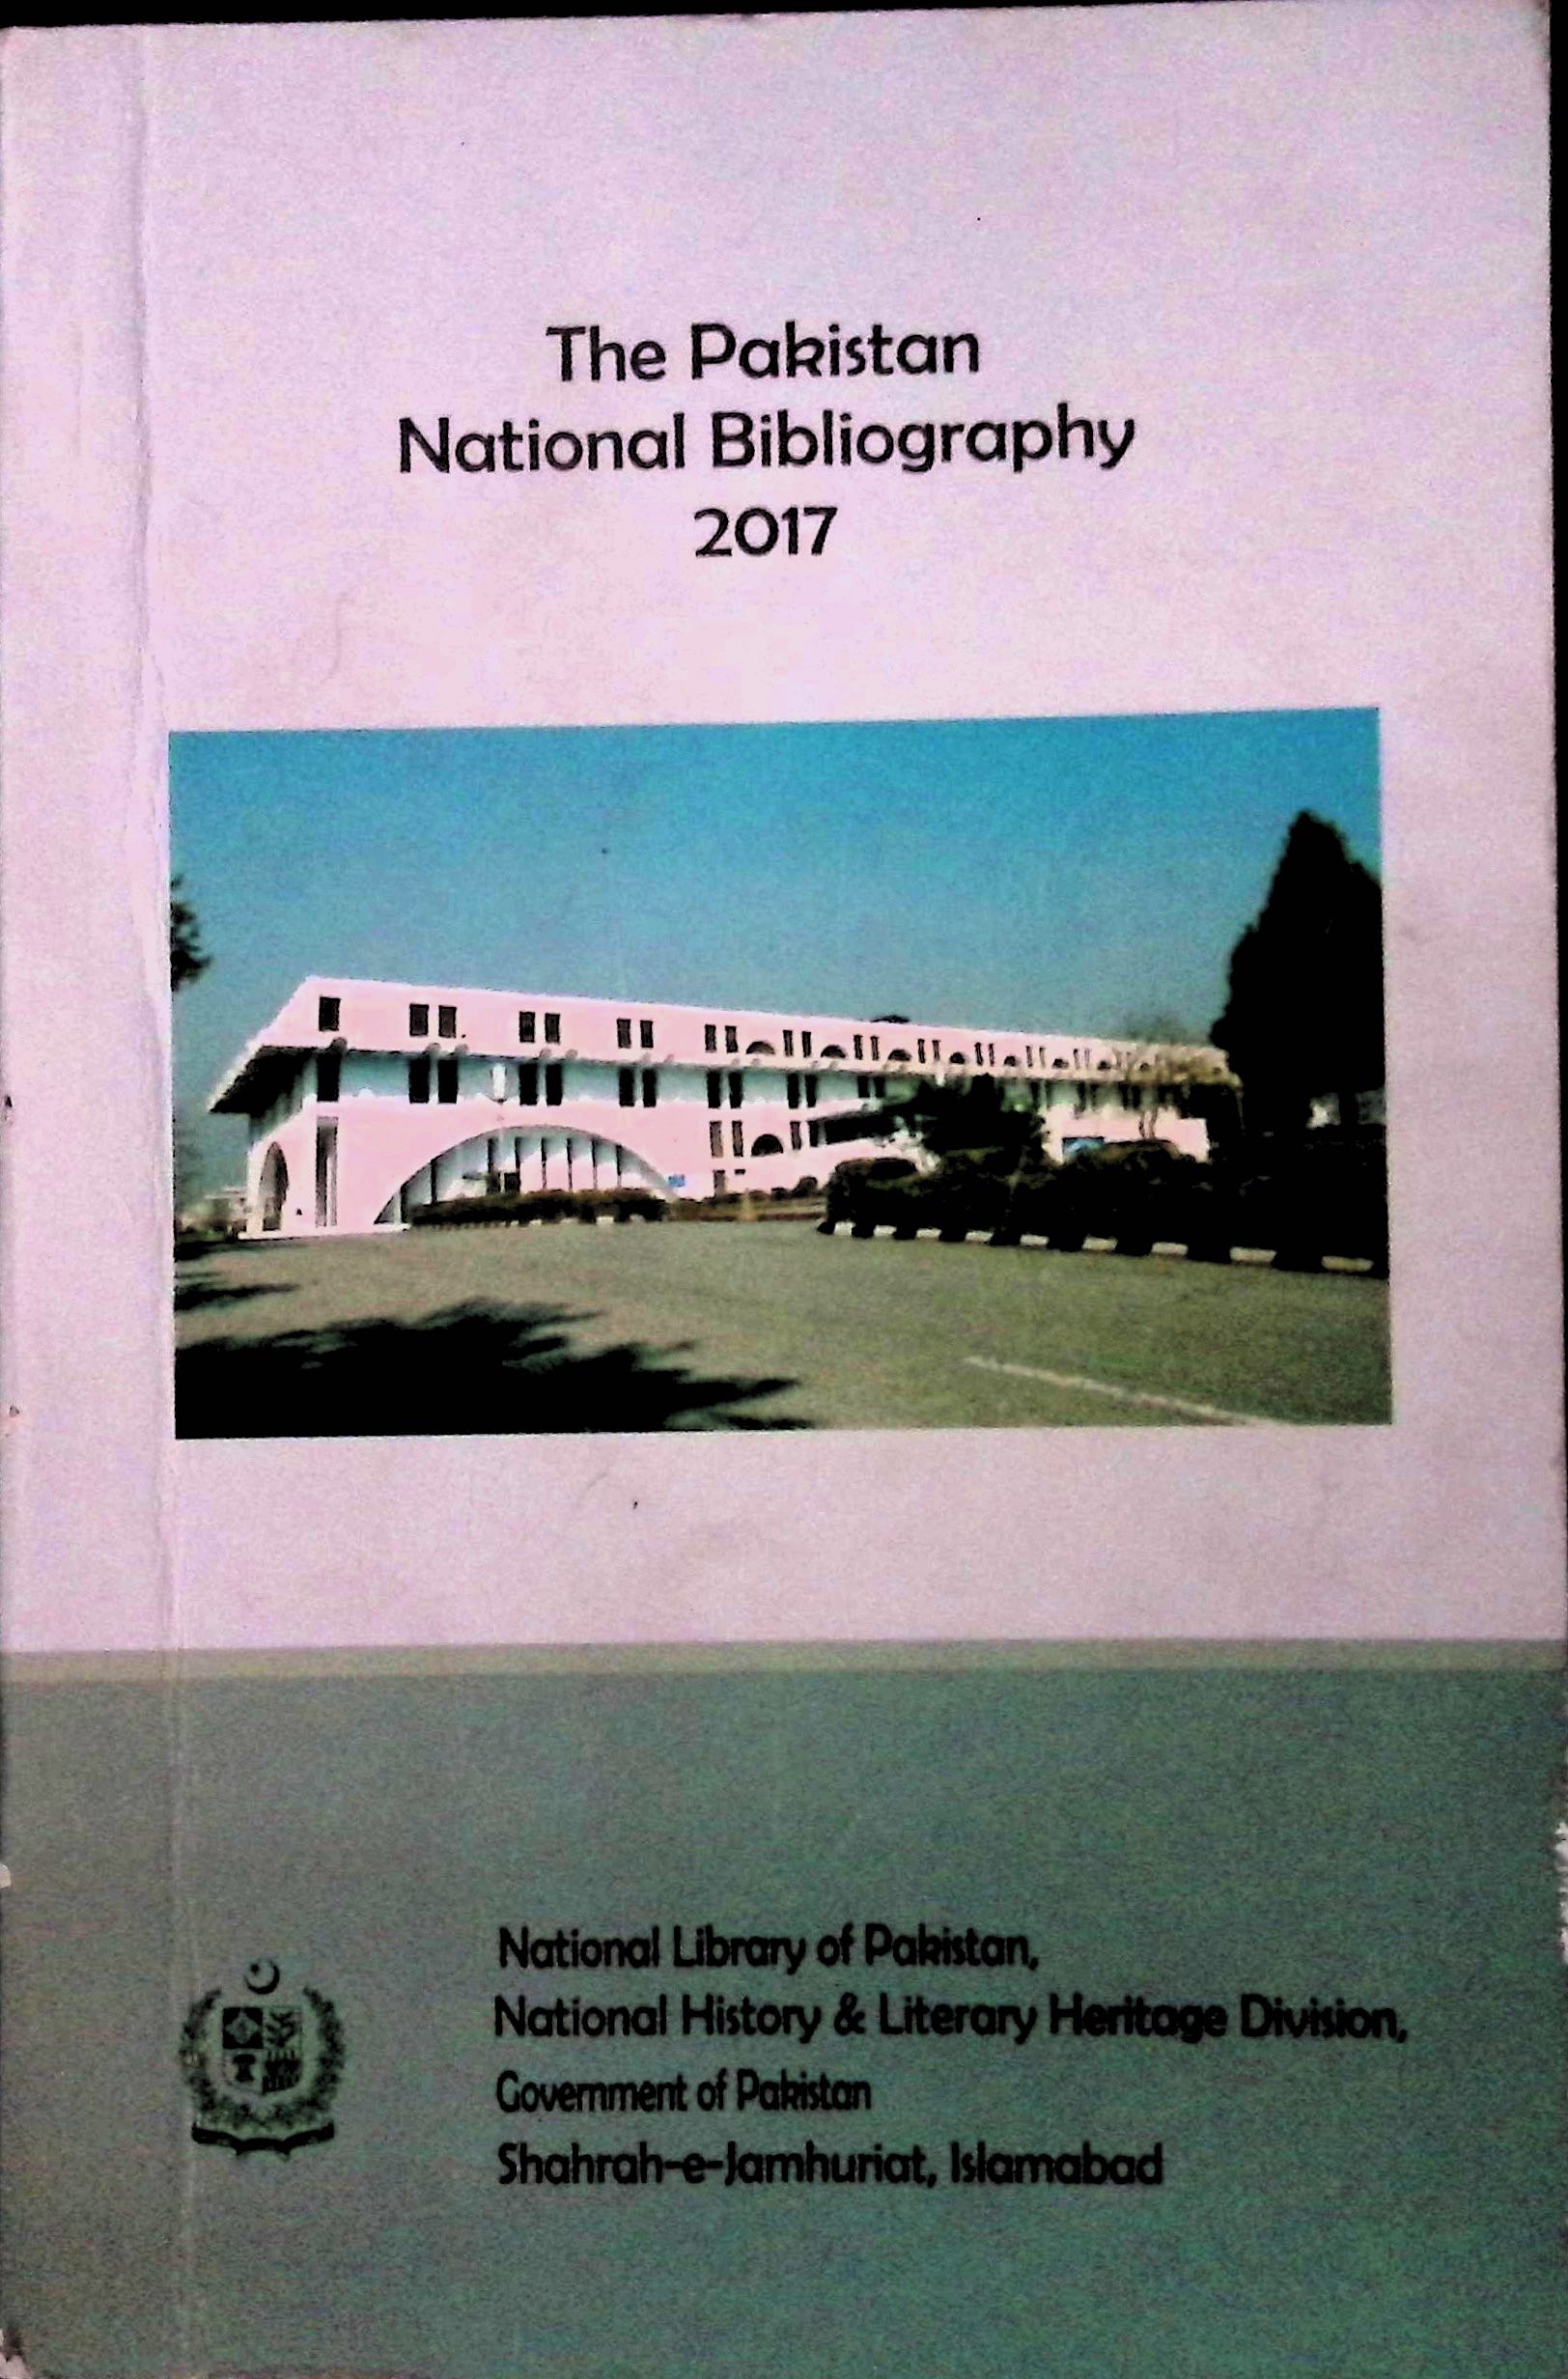 The Pakistan
National Bibliography
2017
National Library of Pakistan,
National History & Literary Heritage Division,
Government of Pakistan
Shahrah-e-Jamhuriat, Islamabad